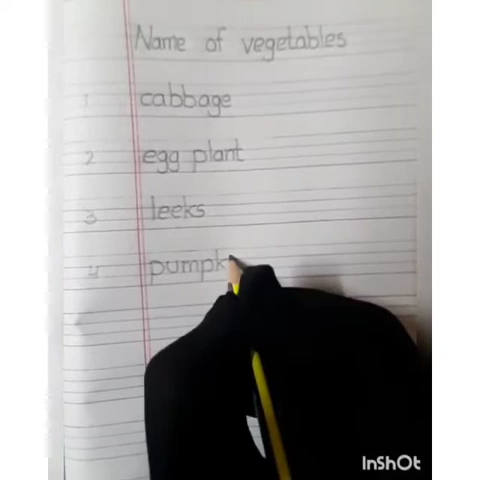 Name of vegetables
1 cabbage
2 egg plant
3 leeks
4 pumpk
InShOt